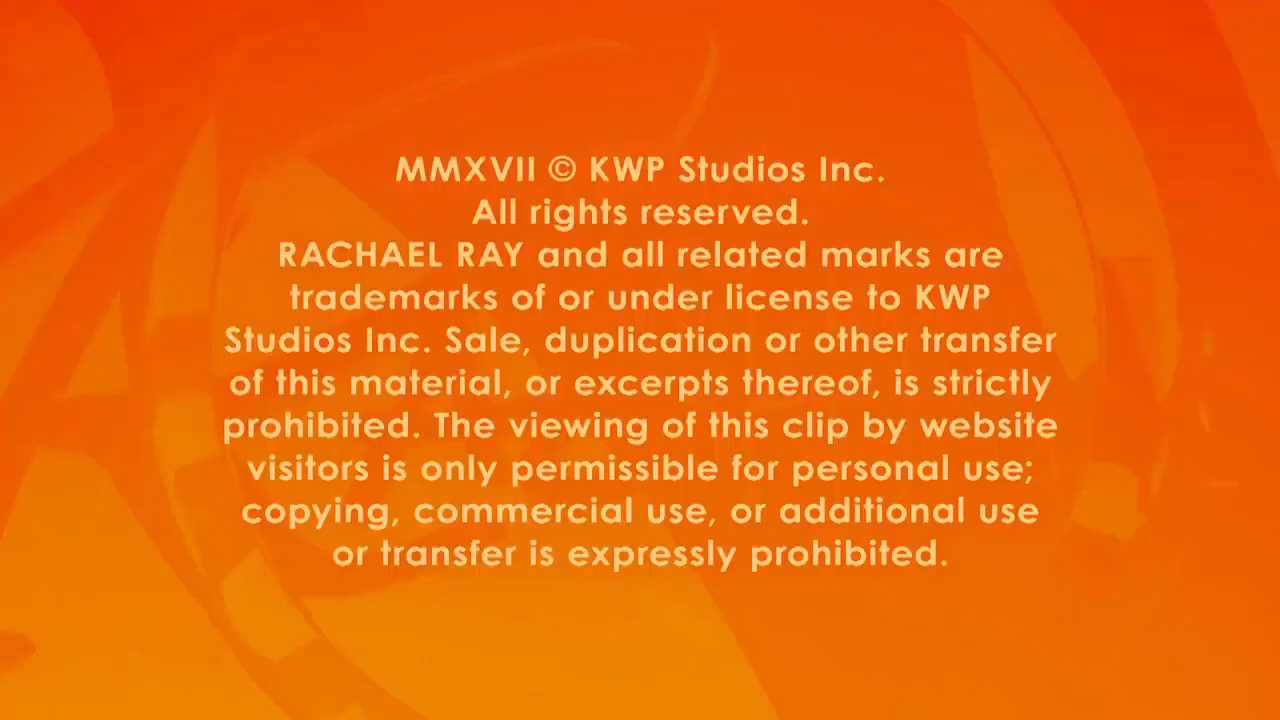 MMXVII © KWP Studios Inc.
All rights reserved.
RACHAEL RAY and all related marks are
trademarks of or under license to KWP
Studios Inc. Sale, duplication or other transfer
of this material, or excerpts thereof, is strictly
prohibited. The viewing of this clip by website
visitors is only permissible for personal use;
copying, commercial use, or additional use
or transfer is expressly prohibited.